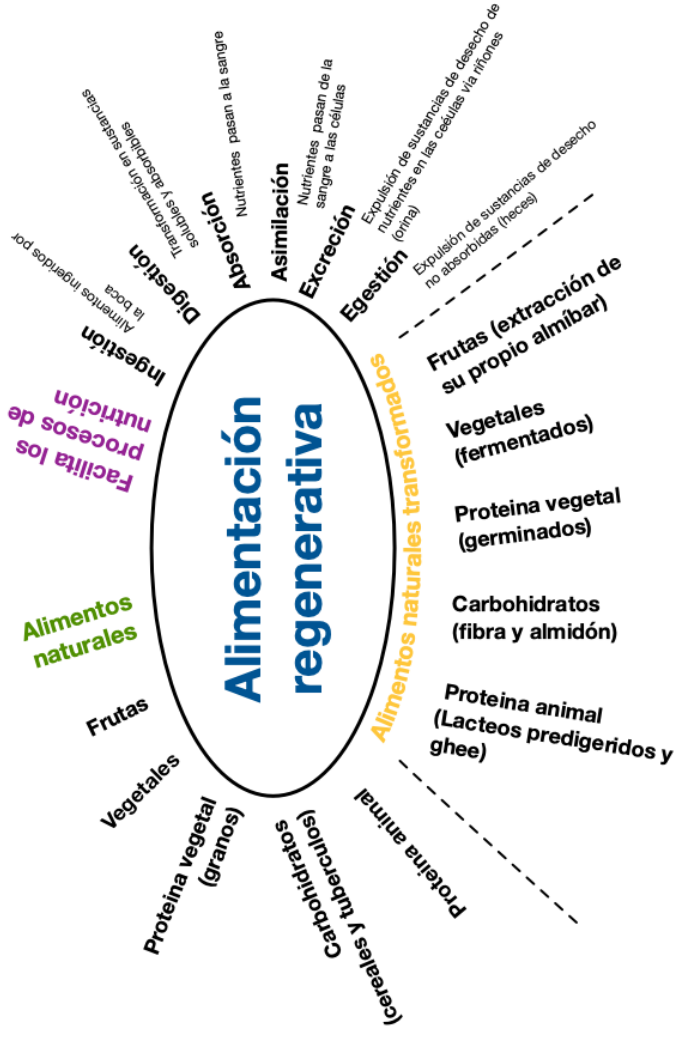 Alimentación
regenerativa
Facilita los
procesos de
nutrición
Ingestión
Alimentos ingeridos por
la boca
Digestión
Transformación en sustancias
solubles y absorbibles
Absorción
Nutrientes pasan a la sangre
Asimilación
Nutrientes pasan de la
sangre a las células
Excreción
Expulsión de sustancias de desecho de
nutrientes en las ceéulas via riñones
(orina)
Egestión
Expulsión de sustancias de desecho
no absorbidas (heces)
Alimentos naturales transformados
Frutas (extracción de
su propio almíbar)
Vegetales
(fermentados)
Proteina vegetal
(germinados)
Carbohidratos
(fibra y almidón)
Proteina animal
(Lacteos predigeridos y
ghee)
Alimentos
naturales
Frutas
Vegetales
Proteina vegetal
(granos)
Carbohidratos
(cereales y tuberculos)
Proteina animal